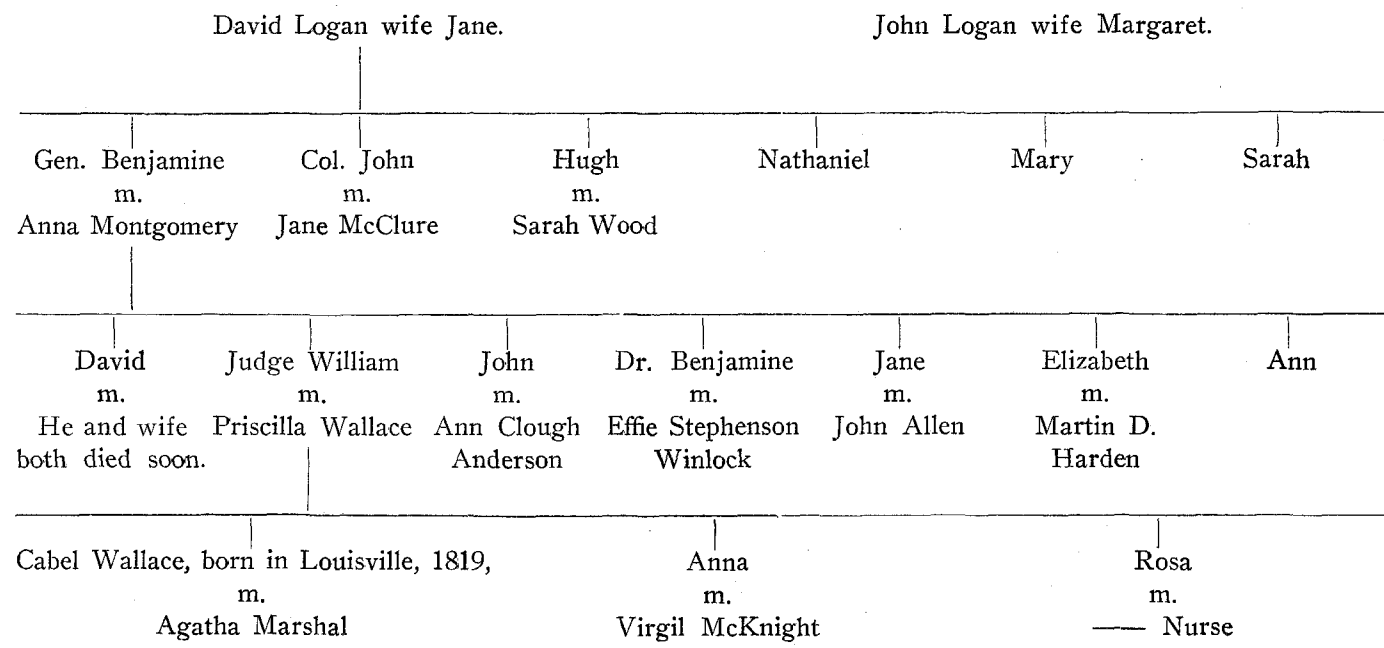 David Logan wife Jane. John Logan wife Margaret.
Gen. Benjamine Col. John Hugh Nathaniel Mary Sarah
m. m. m.
Anna Montgomery Jane McClure Sarah Wood
David Judge William John Dr. Benjamine Jane Elizabeth Ann
m. m. m. m. m. m.
He and wife Priscilla Wallace Ann Clough Effie Stephenson John Allen Martin D.
both died soon. Anderson Winlock Harden
Cabel Wallace, born in Louisville, 1819, Anna Rosa
m. m. m.
Agatha Marshal Virgil McKnight —— Nurse